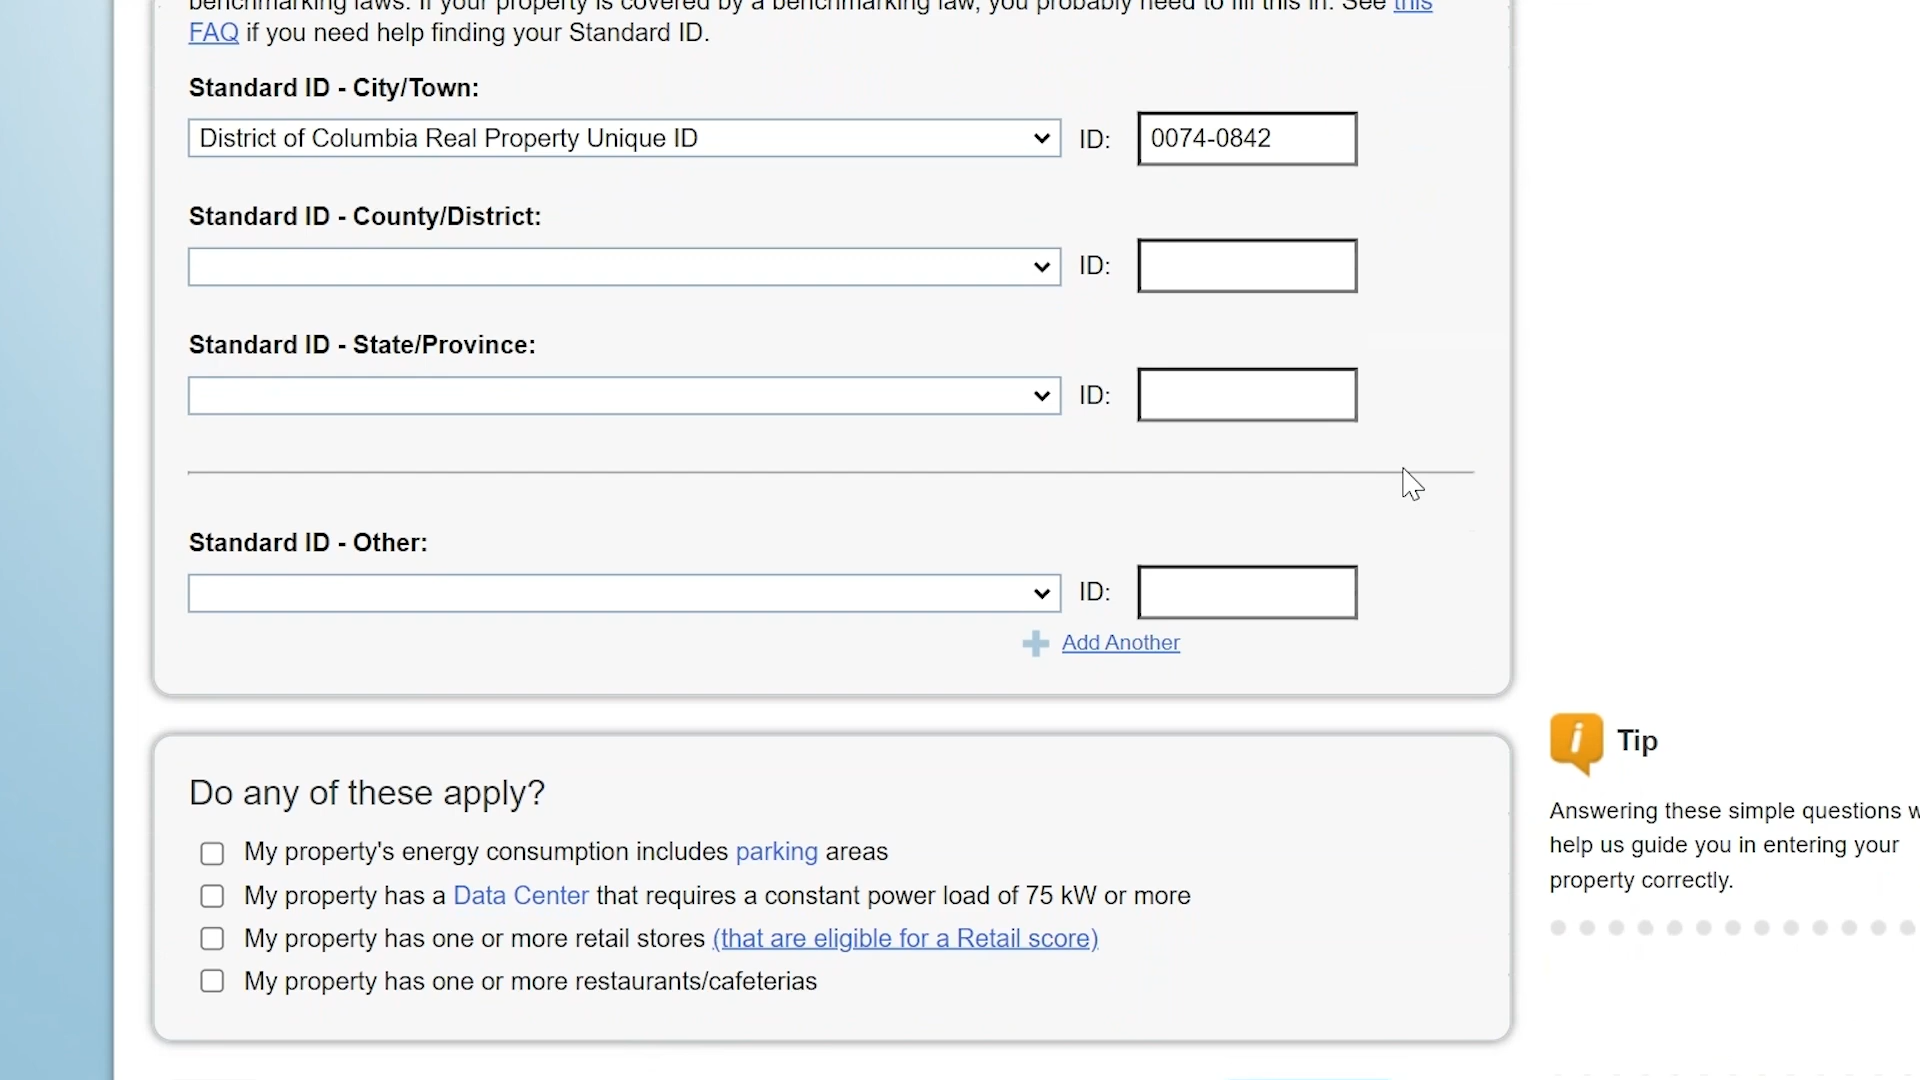 benchmarking laws. If your property is covered by a benchmarking law, you probably need to fill this in. See this
FAQ if you need help finding your Standard ID.
Standard ID - City/Town:
District of Columbia Real Property Unique ID
ID:
0074-0842
Standard ID - County/District:
ID:
Standard ID - State/Province:
ID:
Standard ID - Other:
ID:
Add Another
Do any of these apply?
My property's energy consumption includes parking areas
My property has a Data Center that requires a constant power load of 75 kW or more
My property has one or more retail stores (that are eligible for a Retail score)
My property has one or more restaurants/cafeterias
Tip
Answering these simple questions
help us guide you in entering your
property correctly.